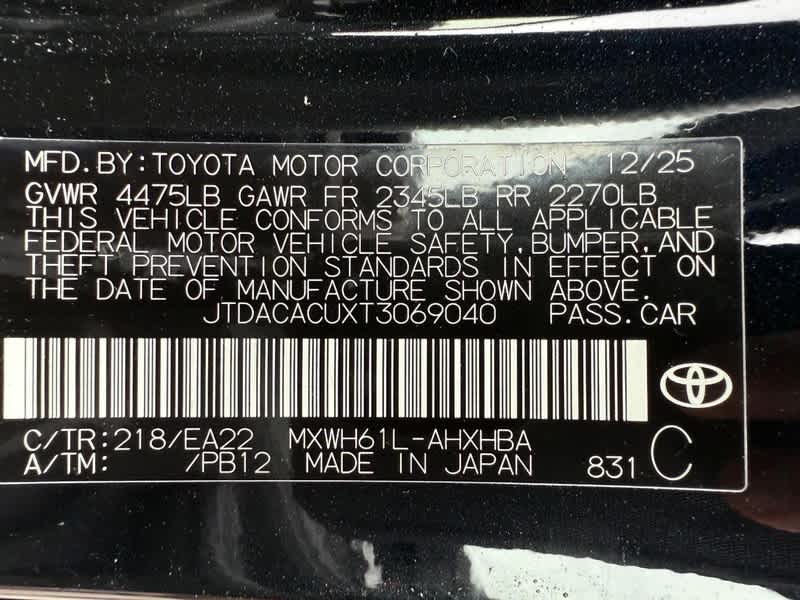 MFD.BY:TOYOTA MOTOR CORPORATION 12/25
GVWR 4475LB GAWR FR 2345LB RR 2270LB
THIS VEHICLE CONFORMS TO ALL APPLICABLE
FEDERAL MOTOR VEHICLE SAFETY,BUMPER,AND
THEFT PREVENTION STANDARDS IN EFFECT ON
THE DATE OF MANUFACTURE SHOWN ABOVE.
JTDACACUXT3069040 PASS.CAR
C/TR:218/EA22 MXWH61L-AHXHBA
A/TM: /PB12 MADE IN JAPAN 831 C